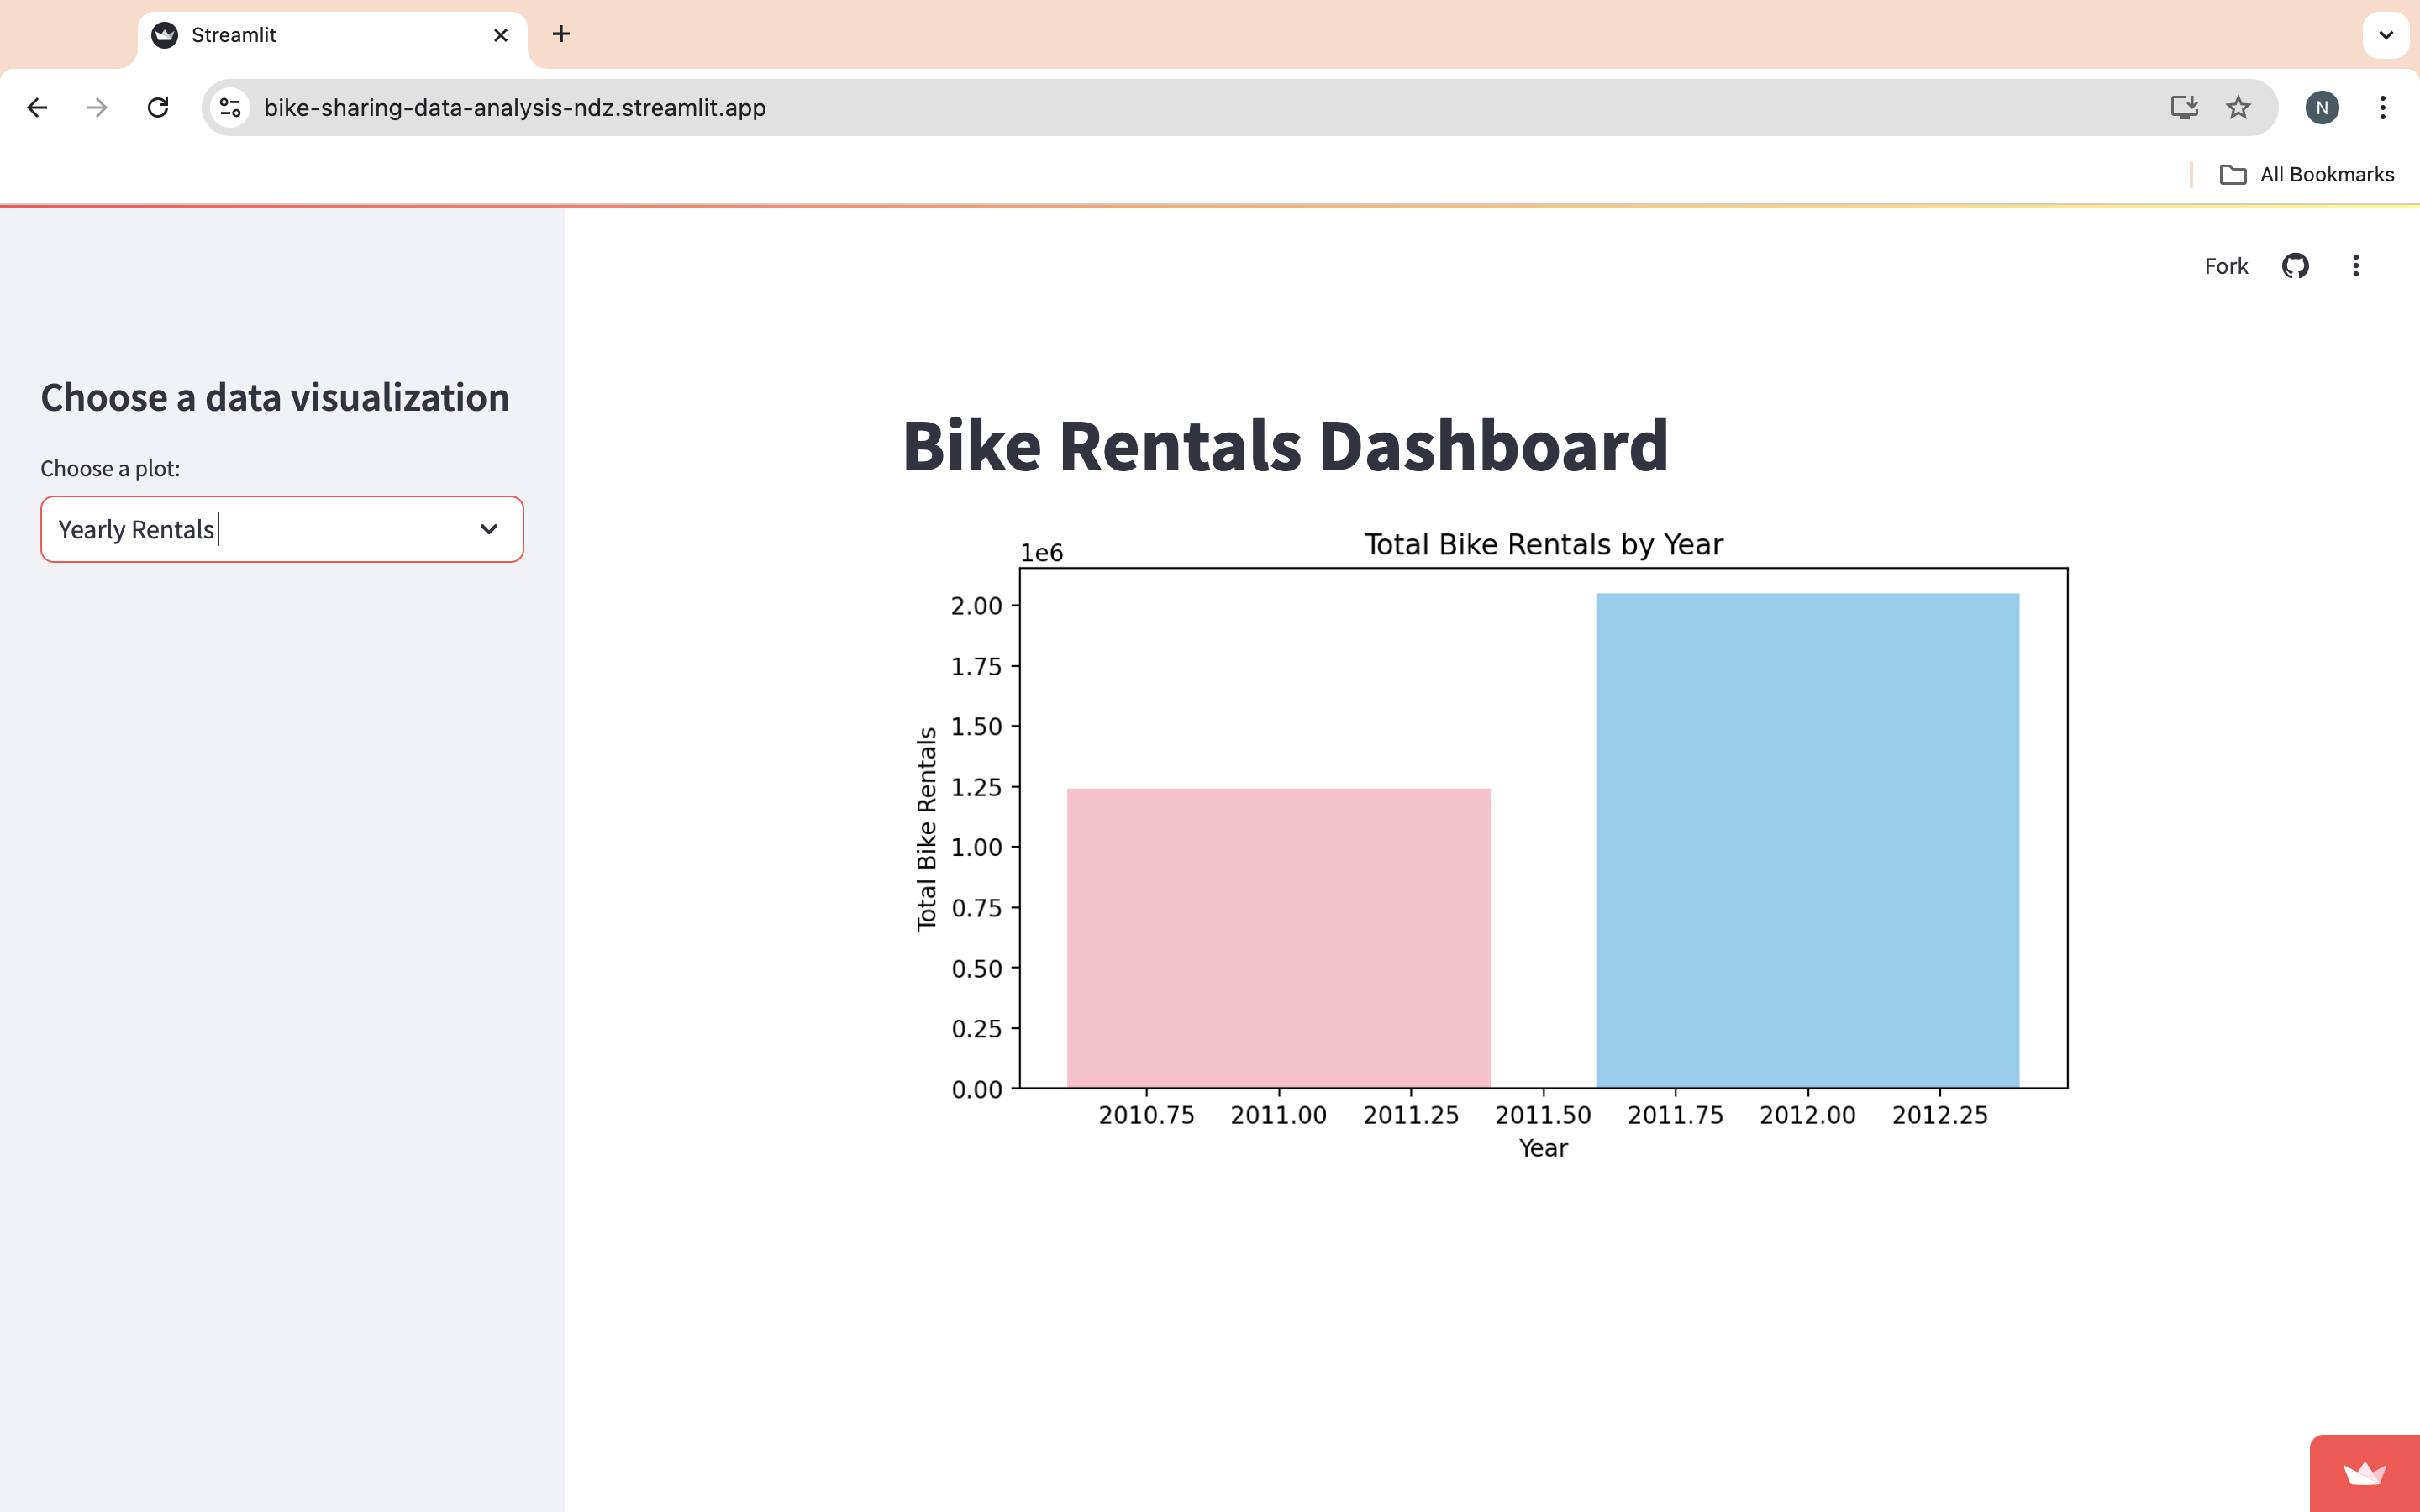 Streamlit
bike-sharing-data-analysis-ndz.streamlit.app
N
All Bookmarks
Fork
Choose a data visualization
Choose a plot:
Yearly Rentals
Bike Rentals Dashboard
Total Bike Rentals by Year
1e6
2.00
1.75
1.50
1.25
1.00
0.75
0.50
0.25
0.00
Total Bike Rentals
2010.75 2011.00 2011.25 2011.50 2011.75 2012.00 2012.25
Year